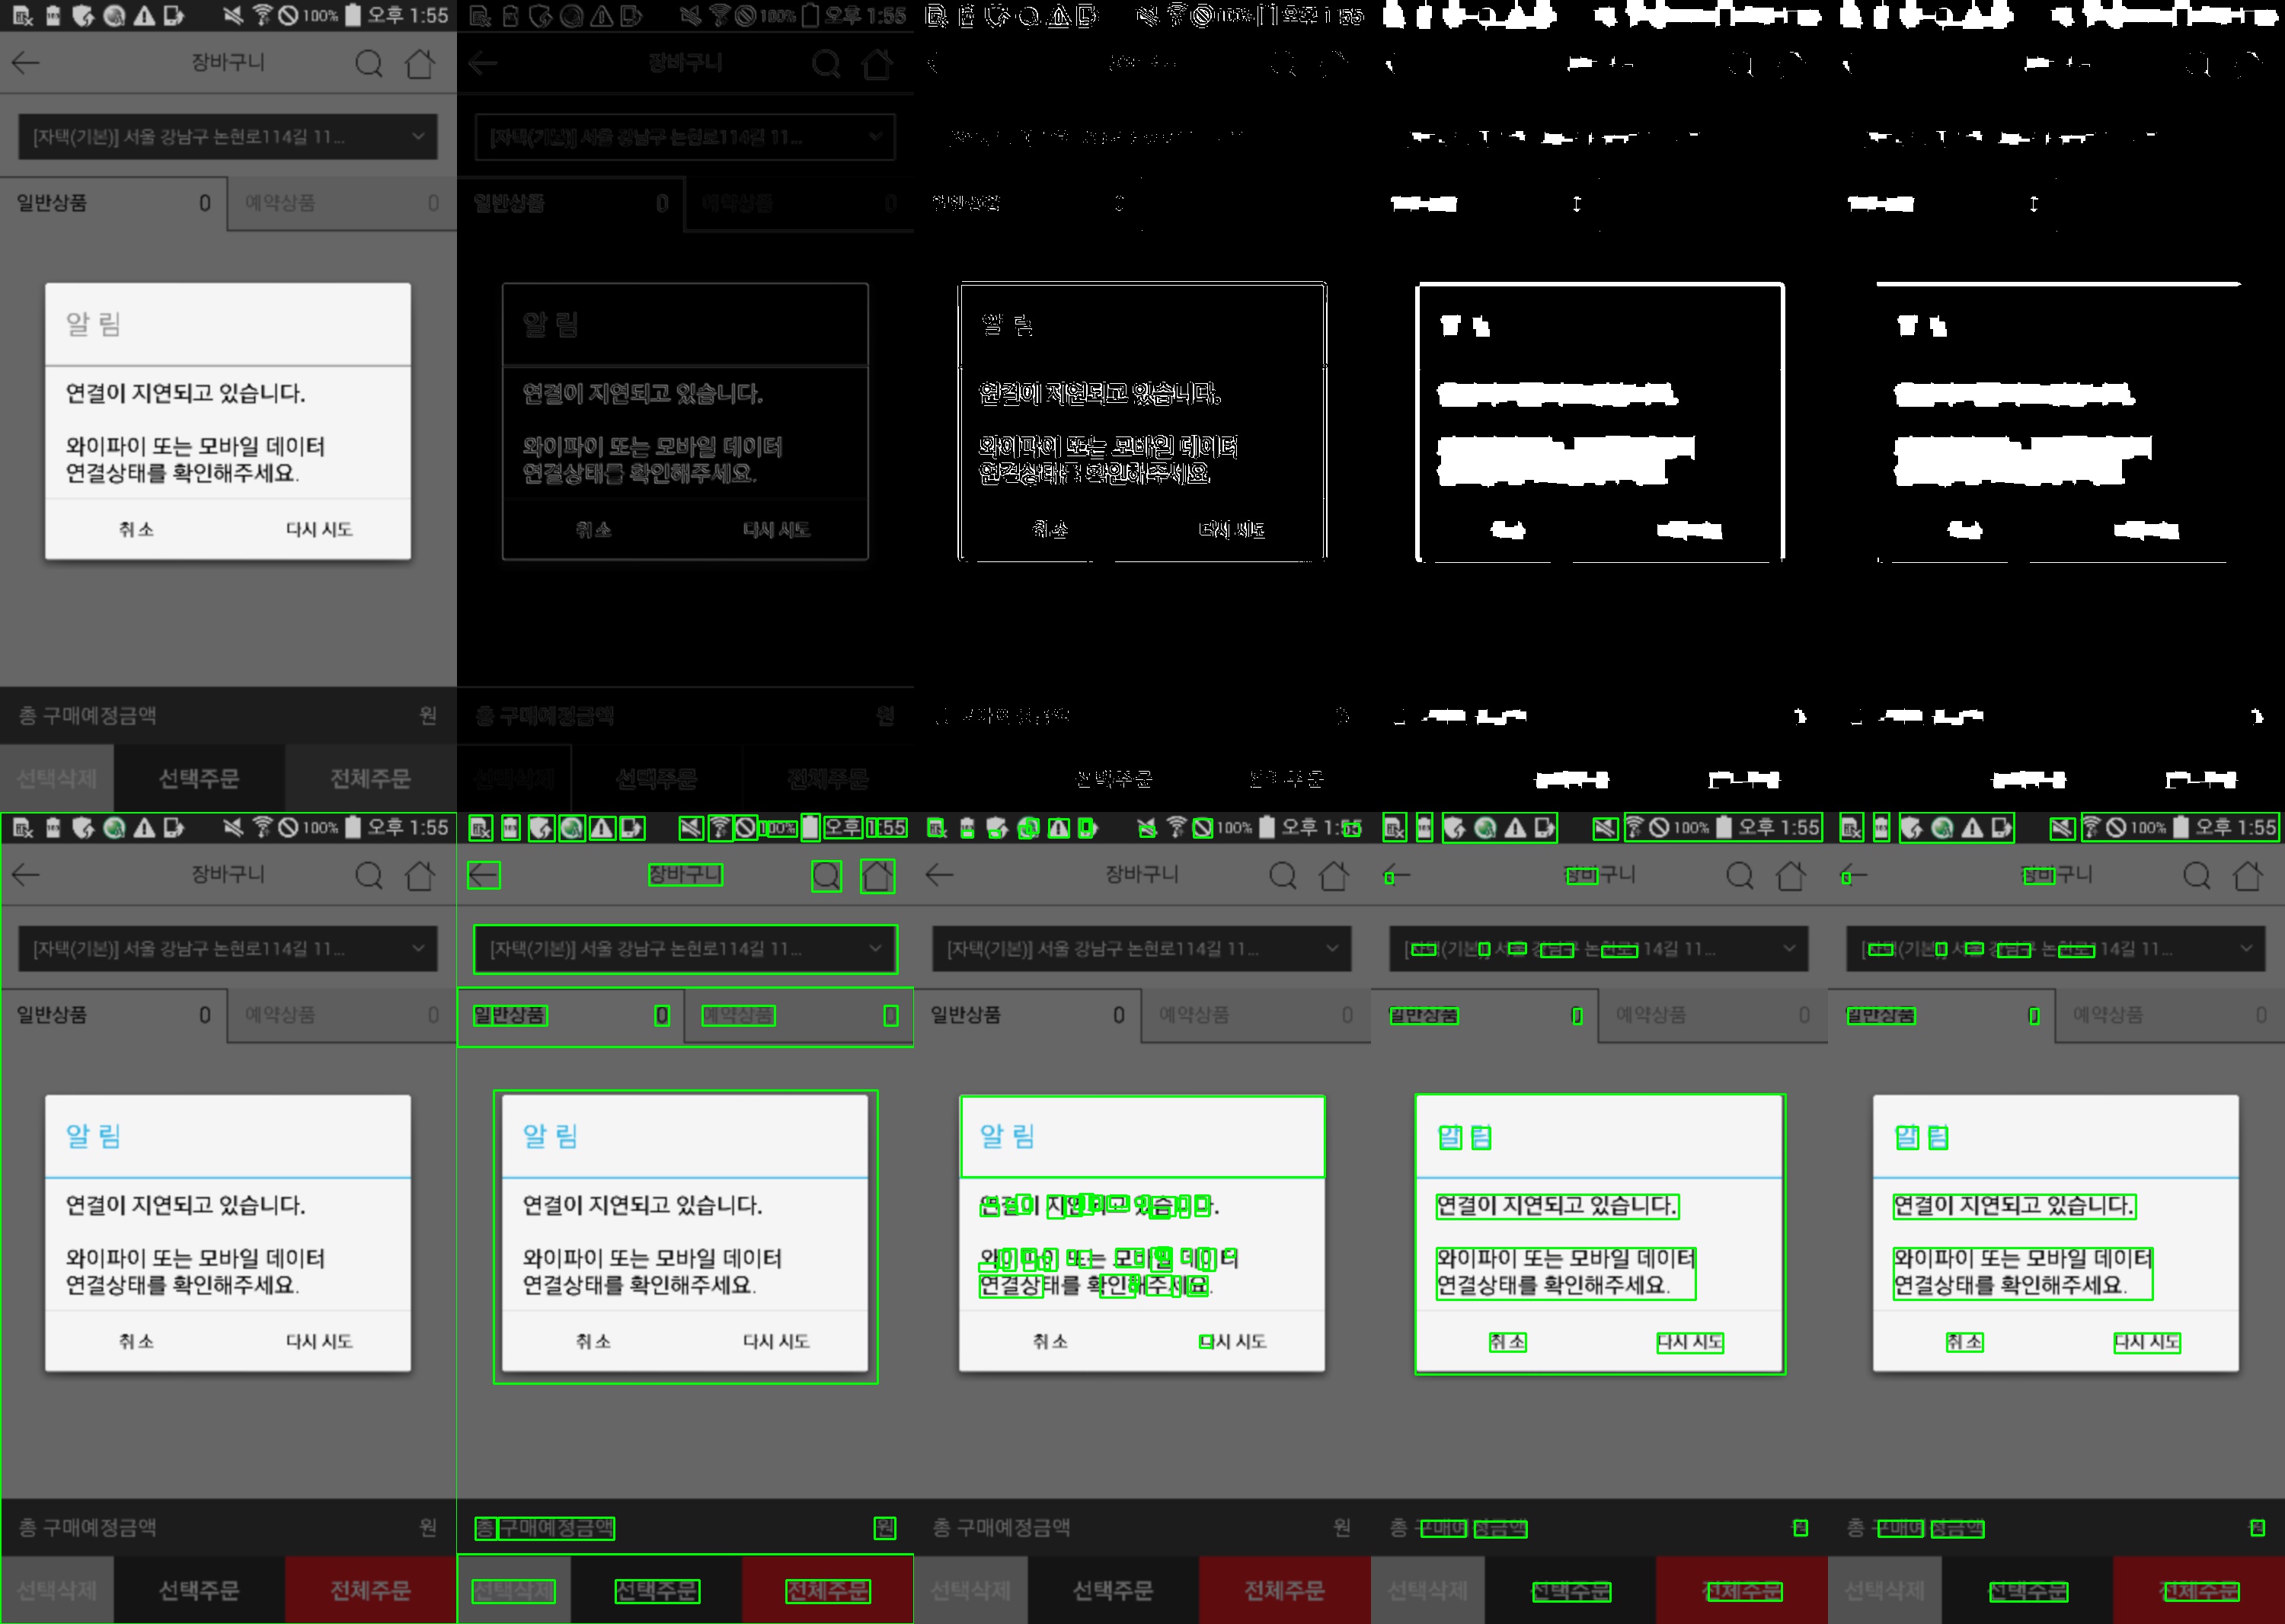 100% 오후 1:55
장바구니
[자택(기본)] 서울 강남구 논현로114길 11...
일반상품 0 예약상품 0
알 림
연결이 지연되고 있습니다.
와이파이 또는 모바일 데이터
연결상태를 확인해주세요.
취소 다시 시도
총 구매예정금액 원
선택삭제 선택주문 전체주문
100% 오후 1:55
장바구니
[자택(기본)] 서울 강남구 논현로114길 11...
일반상품 0 예약상품 0
알 림
연결이 지연되고 있습니다.
와이파이 또는 모바일 데이터
연결상태를 확인해주세요.
취소 다시 시도
총 구매예정금액 원
선택삭제 선택주문 전체주문
알 림
연결이 지연되고 있습니다.
와이파이 또는 모바일 데이터
연결상태를 확인해주세요
취소 다시 시도
선택주문
100% 오후 1:55
장바구니
[자택(기본)] 서울 강남구 논현로114길 11...
일반상품 0 예약상품 0
알 림
연결이 지연되고 있습니다.
와이파이 또는 모바일 데이터
연결상태를 확인해주세요.
취소 다시 시도
총 구매예정금액 원
선택삭제 선택주문 전체주문
100% 오후 1:55
장바구니
[자택(기본)] 서울 강남구 논현로114길 11...
일반상품 0 예약상품 0
알 림
연결이 지연되고 있습니다.
와이파이 또는 모바일 데이터
연결상태를 확인해주세요.
취소 다시 시도
총 구매예정금액 원
선택삭제 선택주문 전체주문
100% 오후 1:55
장바구니
[자택(기본)] 서울 강남구 논현로114길 11...
일반상품 0 예약상품 0
알 림
연결이 지연되고 있습니다.
와이파이 또는 모바일 데이터
연결상태를 확인해주세요.
취소 다시 시도
총 구매예정금액 원
선택삭제 선택주문 전체주문
100% 오후 1:55
장바구니
[자택(기본)] 서울 강남구 논현로114길 11...
일반상품 0 예약상품 0
알 림
연결이 지연되고 있습니다.
와이파이 또는 모바일 데이터
연결상태를 확인해주세요.
취소 다시 시도
총 구매예정금액 원
선택삭제 선택주문 전체주문
100% 오후 1:55
장바구니
[자택(기본)] 서울 강남구 논현로114길 11...
일반상품 0 예약상품 0
알 림
연결이 지연되고 있습니다.
와이파이 또는 모바일 데이터
연결상태를 확인해주세요.
취소 다시 시도
총 구매예정금액 원
선택삭제 선택주문 전체주문